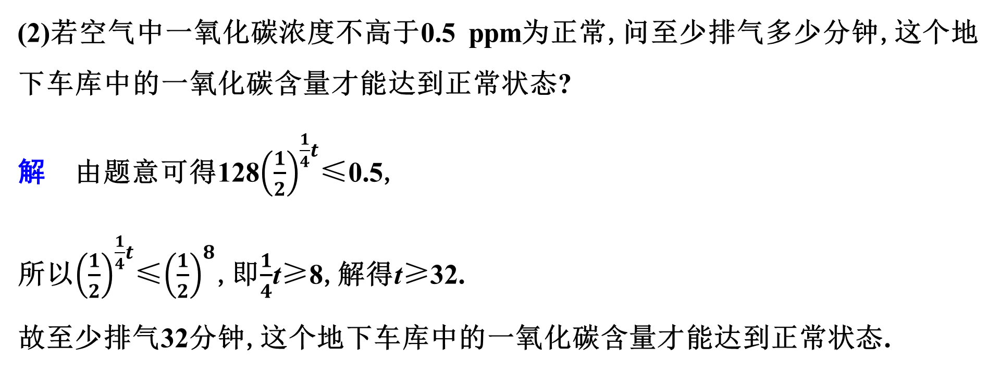 (2)若空气中一氧化碳浓度不高于0.5 ppm为正常,问至少排气多少分钟,这个地
下车库中的一氧化碳含量才能达到正常状态?
解 由题意可得$128\left(\frac{1}{2}\right)^{\frac{1}{4}t}≤0.5$,
所以$\left(\frac{1}{2}\right)^{\frac{1}{4}t}≤\left(\frac{1}{2}\right)^{8}$,即$\frac{1}{4}t≥8$,解得$t≥32$.
故至少排气32分钟,这个地下车库中的一氧化碳含量才能达到正常状态.